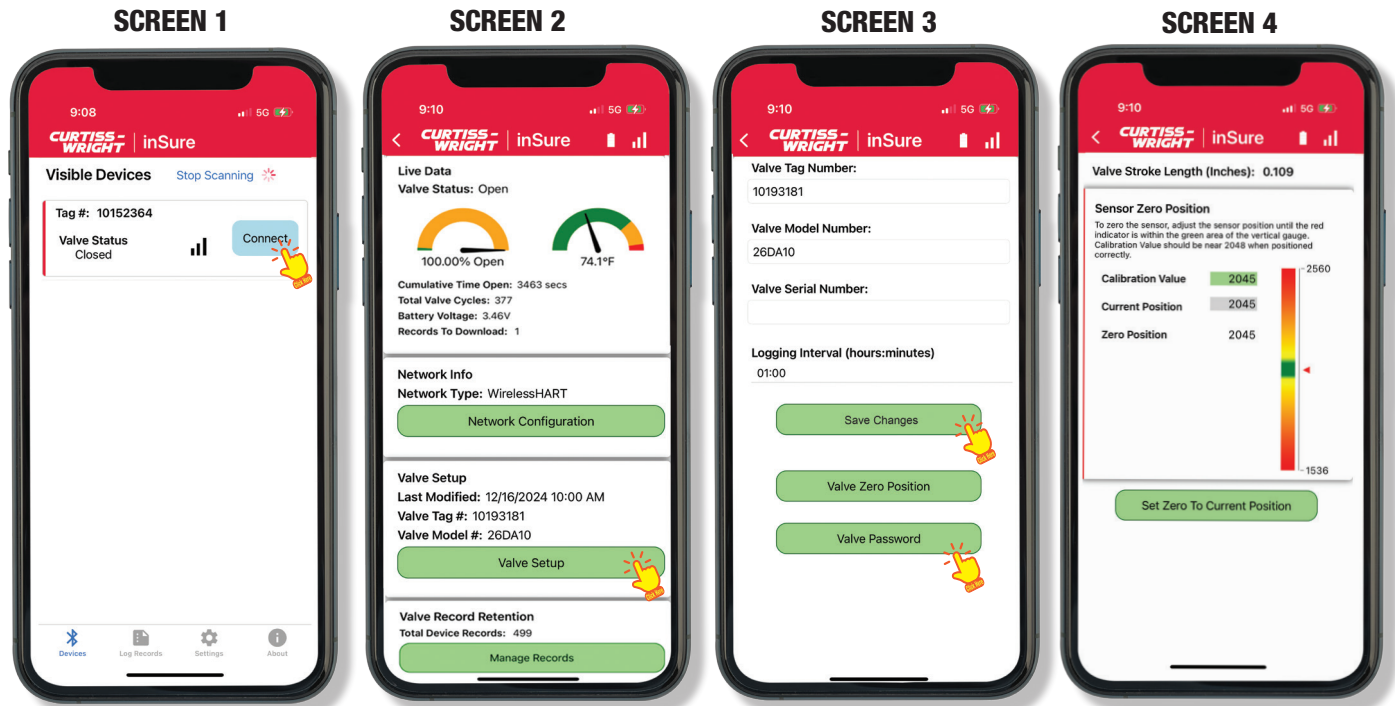 SCREEN 1
9:08
5G
CURTISS -
WRIGHT
inSure
Visible Devices
Stop Scanning
Tag #: 10152364
Valve Status
Closed
Connect
Click Here
Devices
Log Records
Settings
About
SCREEN 2
9:10
5G
CURTISS -
WRIGHT
inSure
Live Data
Valve Status: Open
100.00% Open
74.1°F
Cumulative Time Open: 3463 secs
Total Valve Cycles: 377
Battery Voltage: 3.46V
Records To Download: 1
Network Info
Network Type: WirelessHART
Network Configuration
Valve Setup
Last Modified: 12/16/2024 10:00 AM
Valve Tag #: 10193181
Valve Model #: 26DA10
Valve Setup
Click Here
Valve Record Retention
Total Device Records: 499
Manage Records
SCREEN 3
9:10
5G
CURTISS -
WRIGHT
inSure
Valve Tag Number:
10193181
Valve Model Number:
26DA10
Valve Serial Number:
Logging Interval (hours:minutes)
01:00
Save Changes
Click Here
Valve Zero Position
Valve Password
Click Here
SCREEN 4
9:10
5G
CURTISS -
WRIGHT
inSure
Valve Stroke Length (Inches): 0.109
Sensor Zero Position
To zero the sensor, adjust the sensor position until the red
indicator is within the green area of the vertical gauge.
Calibration Value should be near 2048 when positioned
correctly.
Calibration Value 2045
Current Position 2045
Zero Position 2045
2560
1536
Set Zero To Current Position